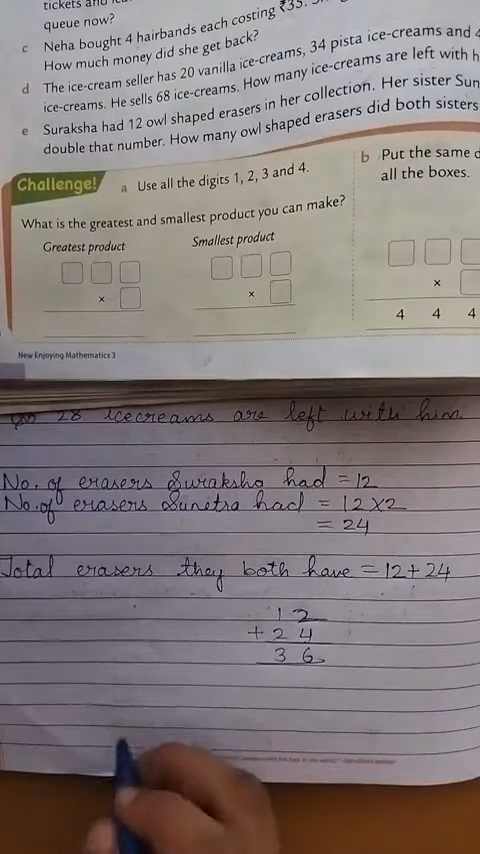 tickets and
queue now?
c Neha bought 4 hairbands each costing ₹35.
How much money did she get back?
d The ice-cream seller has 20 vanilla ice-creams, 34 pista ice-creams and
ice-creams. He sells 68 ice-creams. How many ice-creams are left with
e Suraksha had 12 owl shaped erasers in her collection. Her sister
double that number. How many owl shaped erasers did both sisters
Challenge!
a Use all the digits 1, 2, 3 and 4.
What is the greatest and smallest product you can make?
Greatest product Smallest product
× ×
b Put the same
all the boxes.
×
4 4 4
New Enjoying Mathematics 3
28 icecreams are left with him.
No. of erasers Suraksha had = 12
No. of erasers Sunetra had = 12×2
= 24
Total erasers they both have = 12+24
12
+24
36